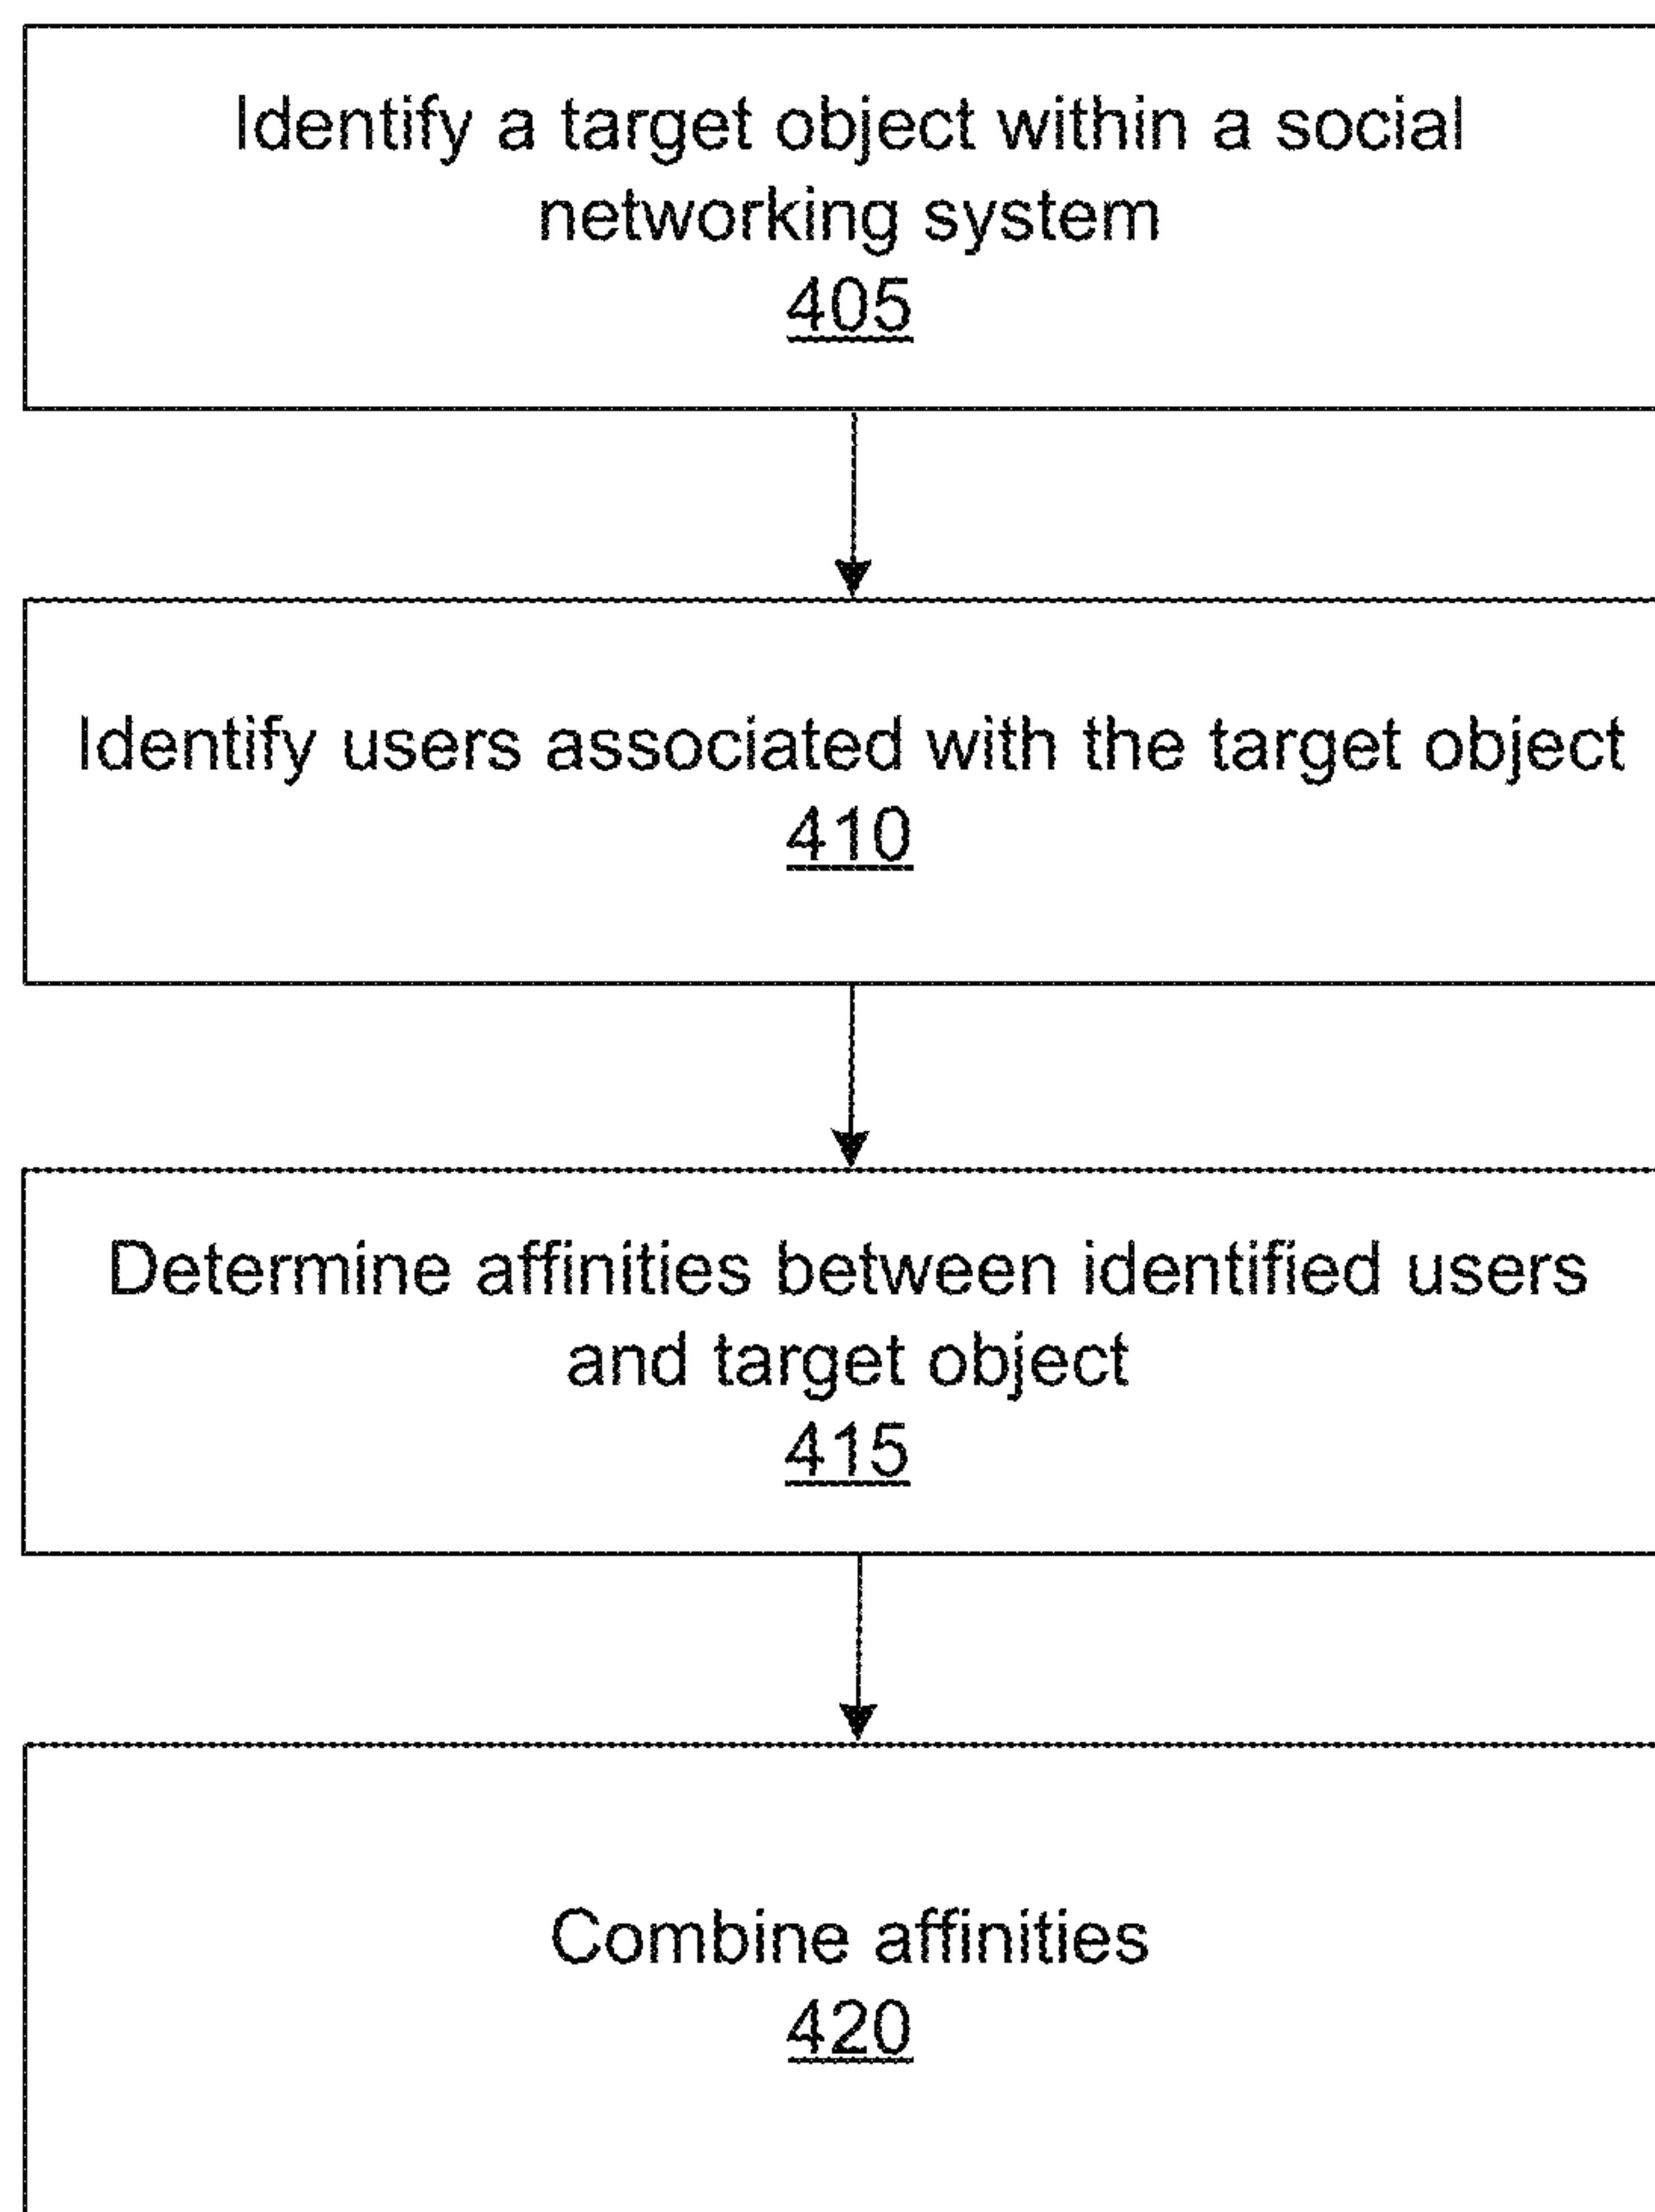 Identify a target object within a social
networking system
405
Identify users associated with the target object
410
Determine affinities between identified users
and target object
415
Combine affinities
420